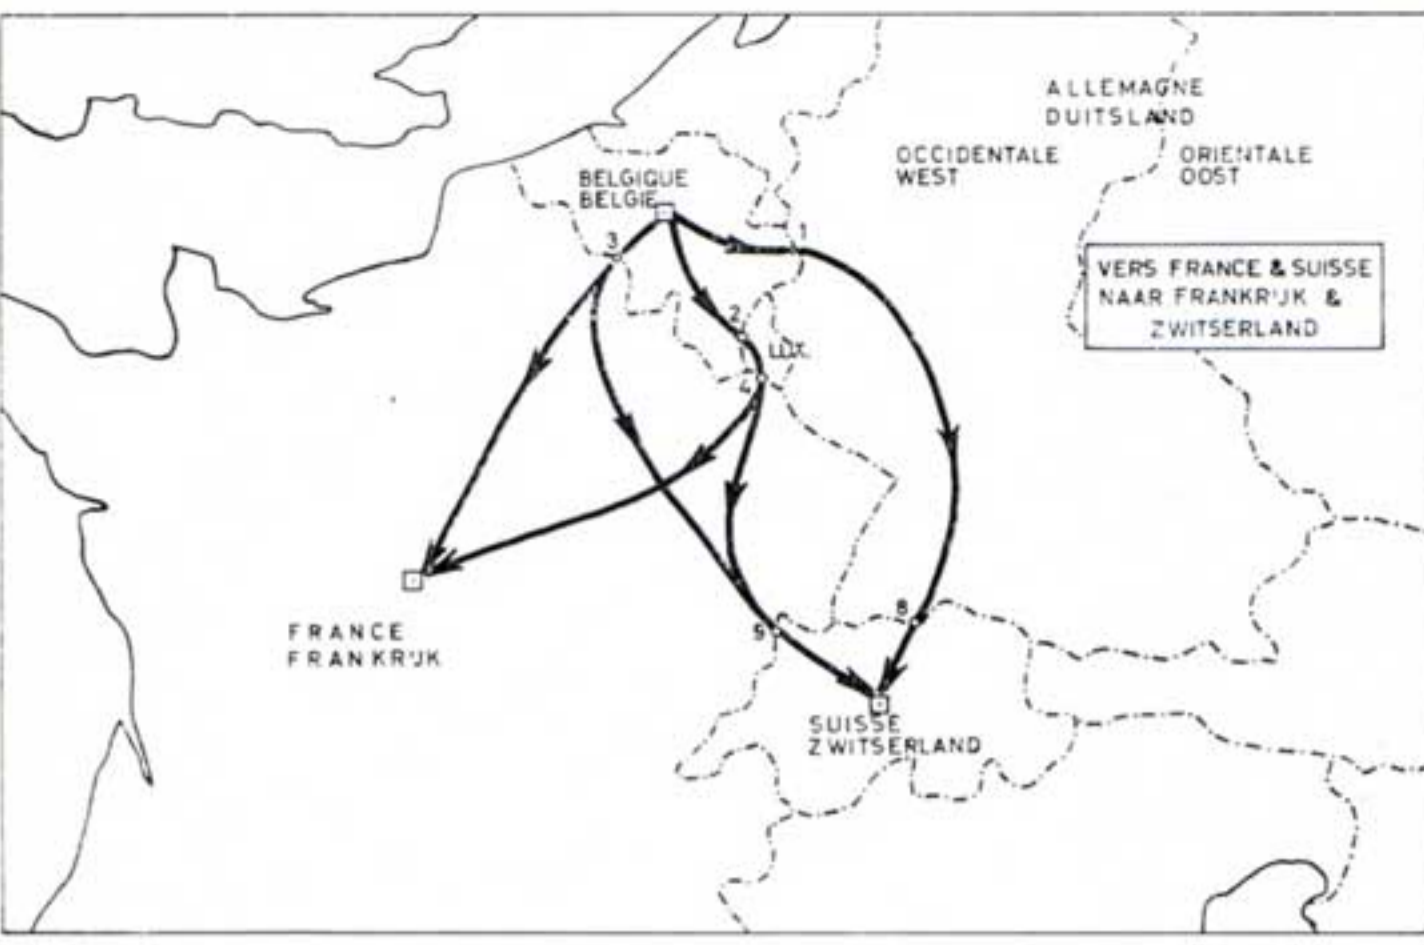 ALLEMAGNE
DUITSLAND
OCCIDENTALE
WEST
ORIENTALE
OOST
BELGIQUE
BELGIE
3
1
VERS FRANCE & SUISSE
NAAR FRANKRIJK &
ZWITSERLAND
2
LUX.
4
FRANCE
FRANKRIJK
9
8
SUISSE
ZWITSERLAND